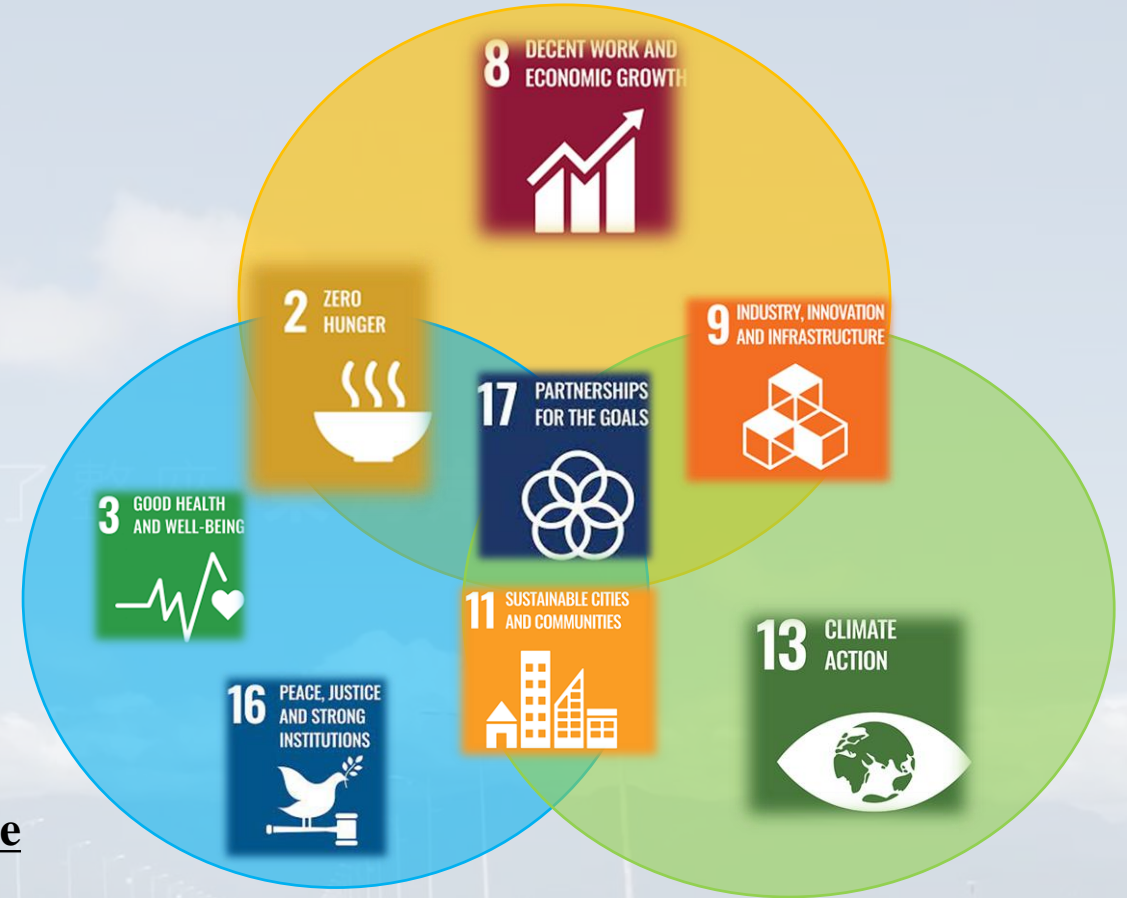 8 DECENT WORK AND
ECONOMIC GROWTH
2 ZERO
HUNGER
9 INDUSTRY, INNOVATION
AND INFRASTRUCTURE
17 PARTNERSHIPS
FOR THE GOALS
3 GOOD HEALTH
AND WELL-BEING
11 SUSTAINABLE CITIES
AND COMMUNITIES
13 CLIMATE
ACTION
16 PEACE, JUSTICE
AND STRONG
INSTITUTIONS
e